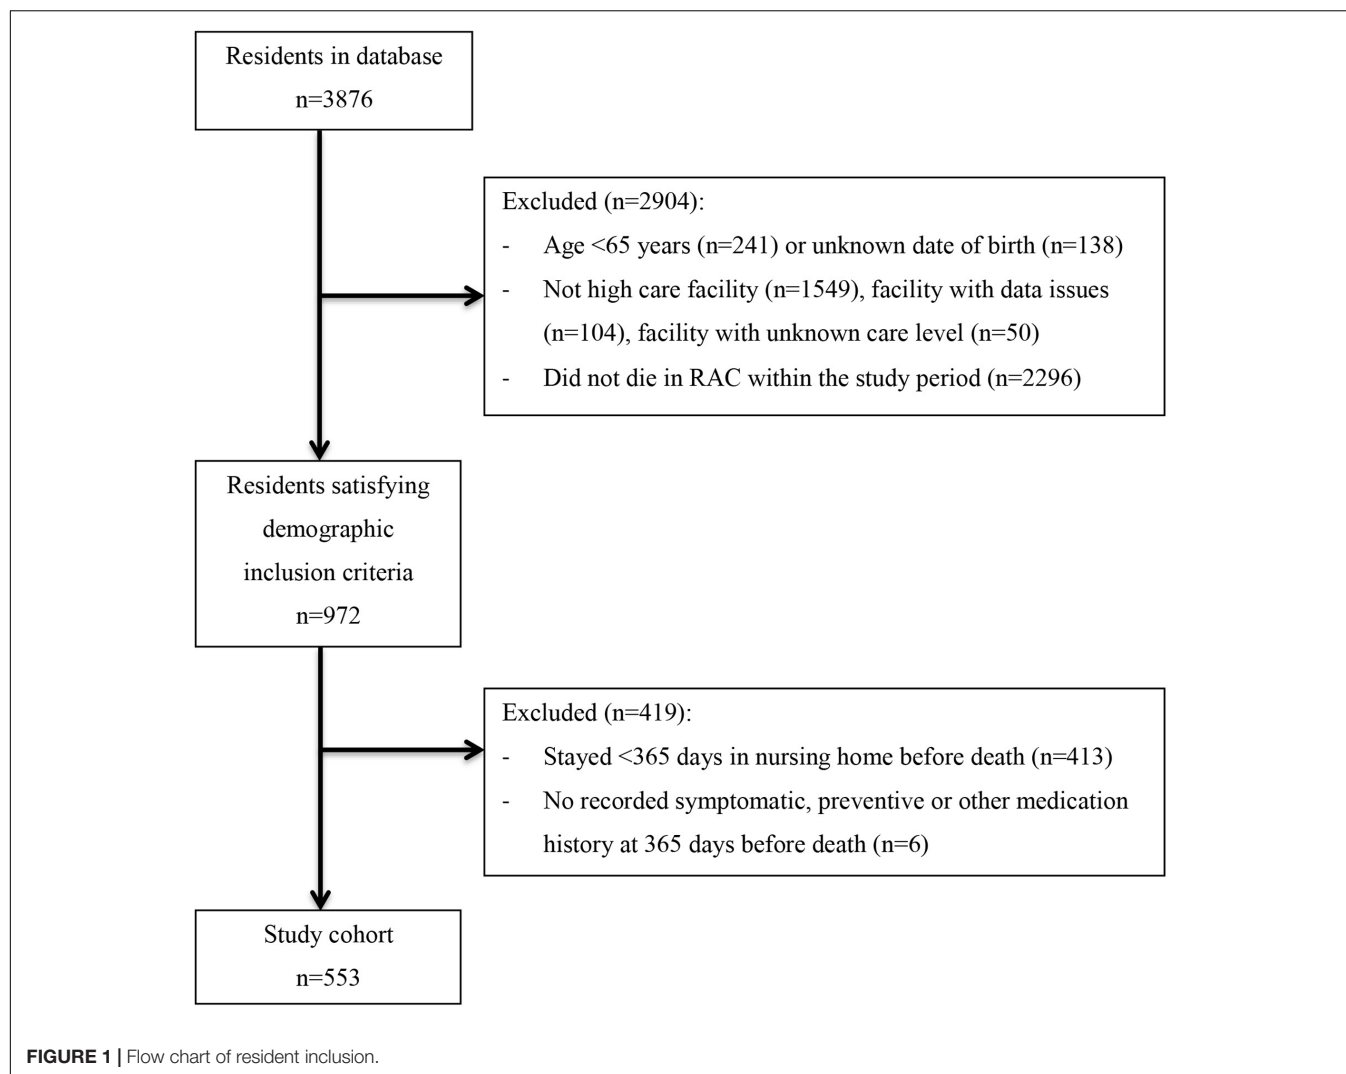 Residents in database
n=3876
Excluded (n=2904):
- Age <65 years (n=241) or unknown date of birth (n=138)
- Not high care facility (n=1549), facility with data issues
(n=104), facility with unknown care level (n=50)
- Did not die in RAC within the study period (n=2296)
Residents satisfying
demographic
inclusion criteria
n=972
Excluded (n=419):
- Stayed <365 days in nursing home before death (n=413)
- No recorded symptomatic, preventive or other medication
history at 365 days before death (n=6)
Study cohort
n=553
FIGURE 1 | Flow chart of resident inclusion.